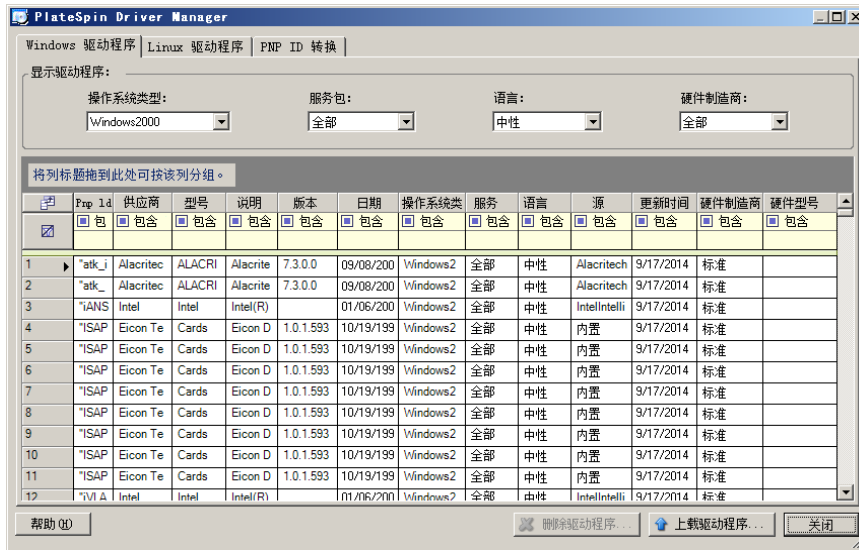 PlateSpin Driver Manager
Windows 驱动程序 Linux 驱动程序 PNP ID 转换
显示驱动程序:
操作系统类型: 服务包: 语言: 硬件制造商:
Windows2000 全部 中性 全部
将列标题拖到此处可按该列分组。
Pnp Id 供应商 型号 说明 版本 日期 操作系统类 服务 语言 源 更新时间 硬件制造商 硬件型号
包 包含 包含 包含 包含 包含 包含 包含 包含 包含 包含 包含 包含
1 "atk_i Alacritec ALACRI Alacrite 7.3.0.0 09/08/200 Windows2 全部 中性 Alacritech 9/17/2014 标准
2 "atk_ Alacritec ALACRI Alacrite 7.3.0.0 09/08/200 Windows2 全部 中性 Alacritech 9/17/2014 标准
3 "iANS Intel Intel Intel(R) 01/06/200 Windows2 全部 中性 IntelIntelli 9/17/2014 标准
4 "ISAP Eicon Te Cards Eicon D 1.0.1.593 10/19/199 Windows2 全部 中性 内置 9/17/2014 标准
5 "ISAP Eicon Te Cards Eicon D 1.0.1.593 10/19/199 Windows2 全部 中性 内置 9/17/2014 标准
6 "ISAP Eicon Te Cards Eicon D 1.0.1.593 10/19/199 Windows2 全部 中性 内置 9/17/2014 标准
7 "ISAP Eicon Te Cards Eicon D 1.0.1.593 10/19/199 Windows2 全部 中性 内置 9/17/2014 标准
8 "ISAP Eicon Te Cards Eicon D 1.0.1.593 10/19/199 Windows2 全部 中性 内置 9/17/2014 标准
9 "ISAP Eicon Te Cards Eicon D 1.0.1.593 10/19/199 Windows2 全部 中性 内置 9/17/2014 标准
10 "ISAP Eicon Te Cards Eicon D 1.0.1.593 10/19/199 Windows2 全部 中性 内置 9/17/2014 标准
11 "ISAP Eicon Te Cards Eicon D 1.0.1.593 10/19/199 Windows2 全部 中性 内置 9/17/2014 标准
12 "iVLA Intel Intel Intel(R) 01/06/200 Windows2 全部 中性 IntelIntelli 9/17/2014 标准
帮助(H) 删除驱动程序... 上载驱动程序... 关闭